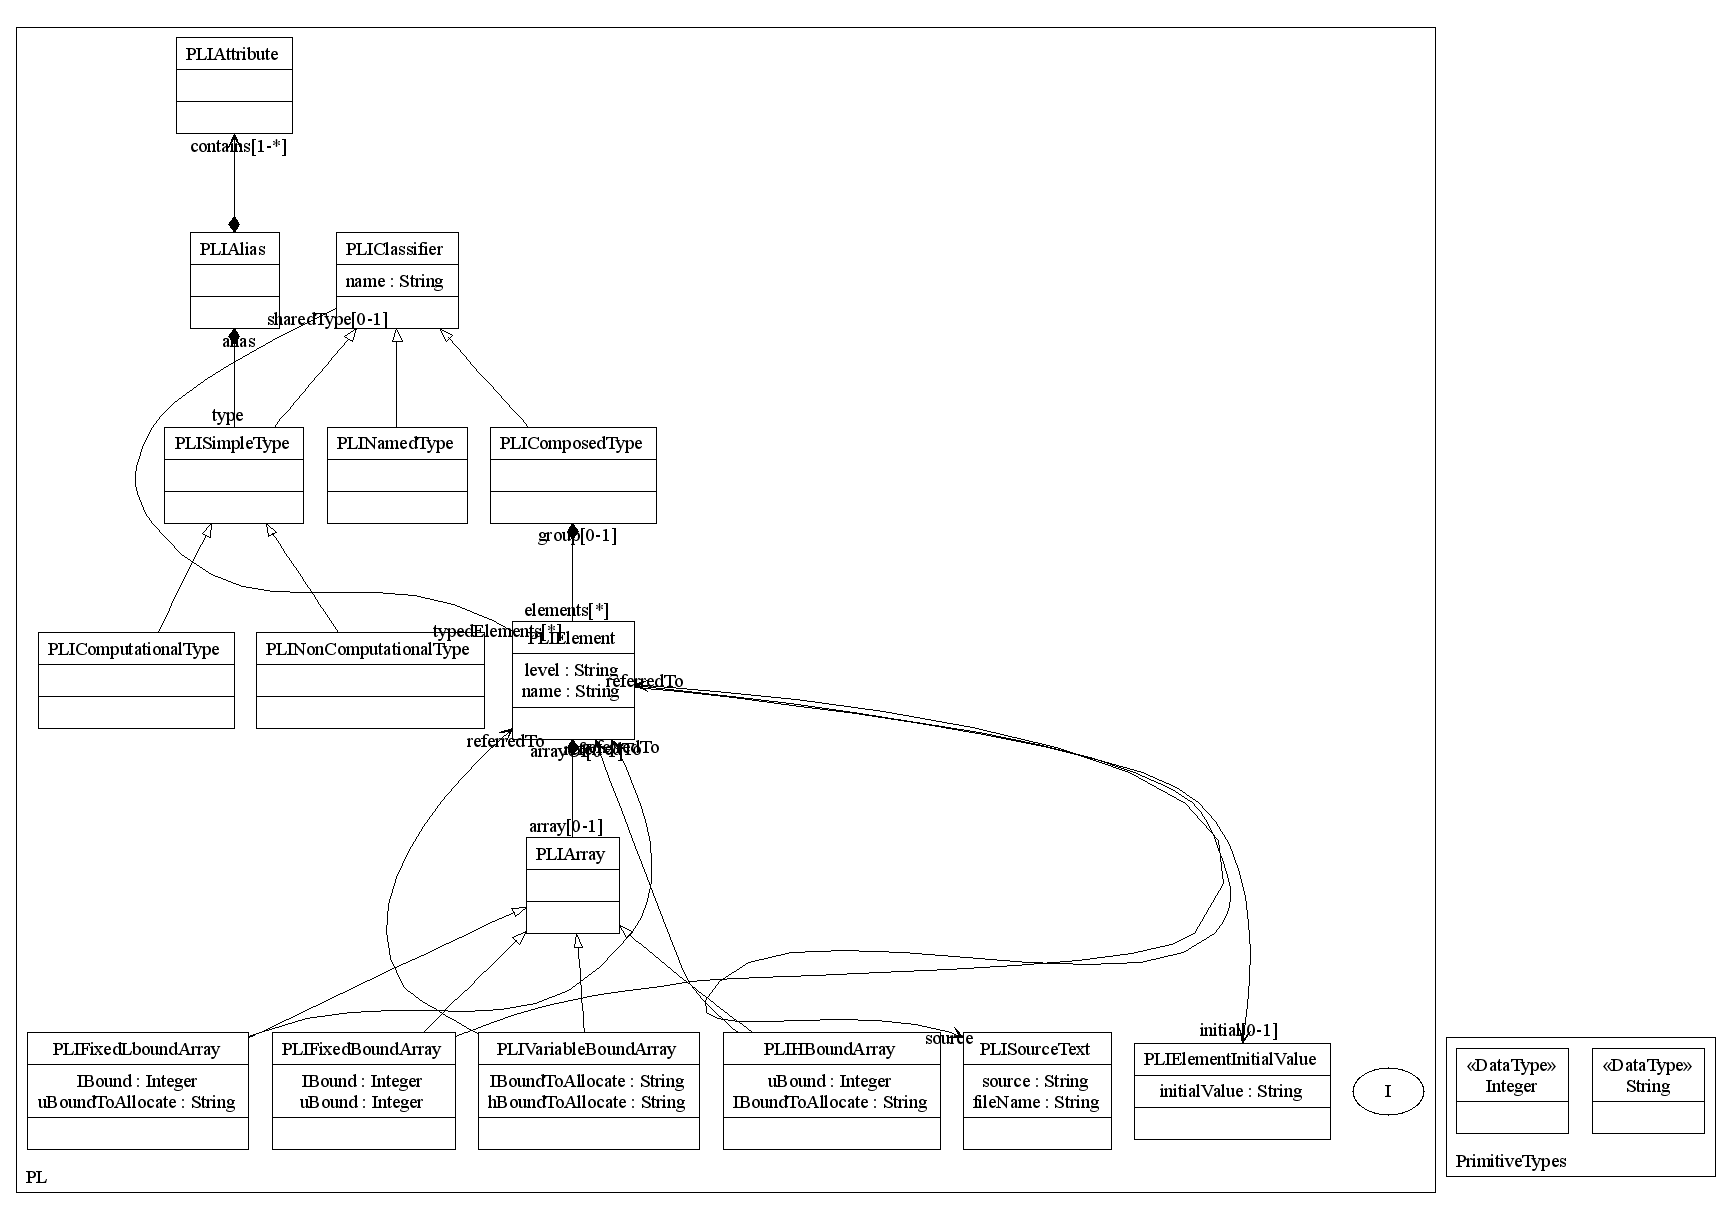 PLIAttribute
contains[1-*]
PLIAlias
PLIClassifier
name : String
sharedType[0-1]
alias
type
PLISimpleType
PLINamedType
PLIComposedType
group[0-1]
elements[*]
typedElements[*]
PLIComputationalType
PLINonComputationalType
PLIElement
level : String
name : String
referredTo
referredTo
referredTo
array[0-1]
PLIArray
source
initial[0-1]
PLIFixedLboundArray
lBound : Integer
uBoundToAllocate : String
PLIFixedBoundArray
lBound : Integer
uBound : Integer
PLIVariableBoundArray
lBoundToAllocate : String
hBoundToAllocate : String
PLIHBoundArray
uBound : Integer
lBoundToAllocate : String
PLISourceText
source : String
fileName : String
PLIElementInitialValue
initialValue : String
I
PL
«DataType»
Integer
«DataType»
String
PrimitiveTypes